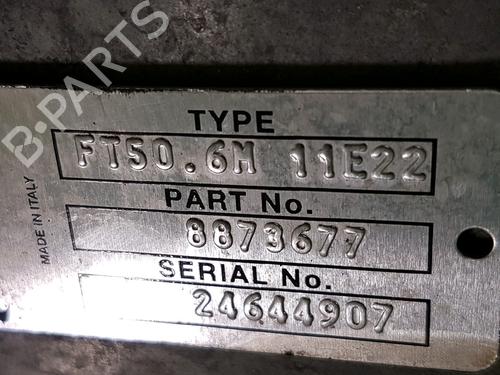 B-PARTS
TYPE
FT50.6M 11E22
PART No.
8873677
SERIAL No.
24644907
MADE IN ITALY